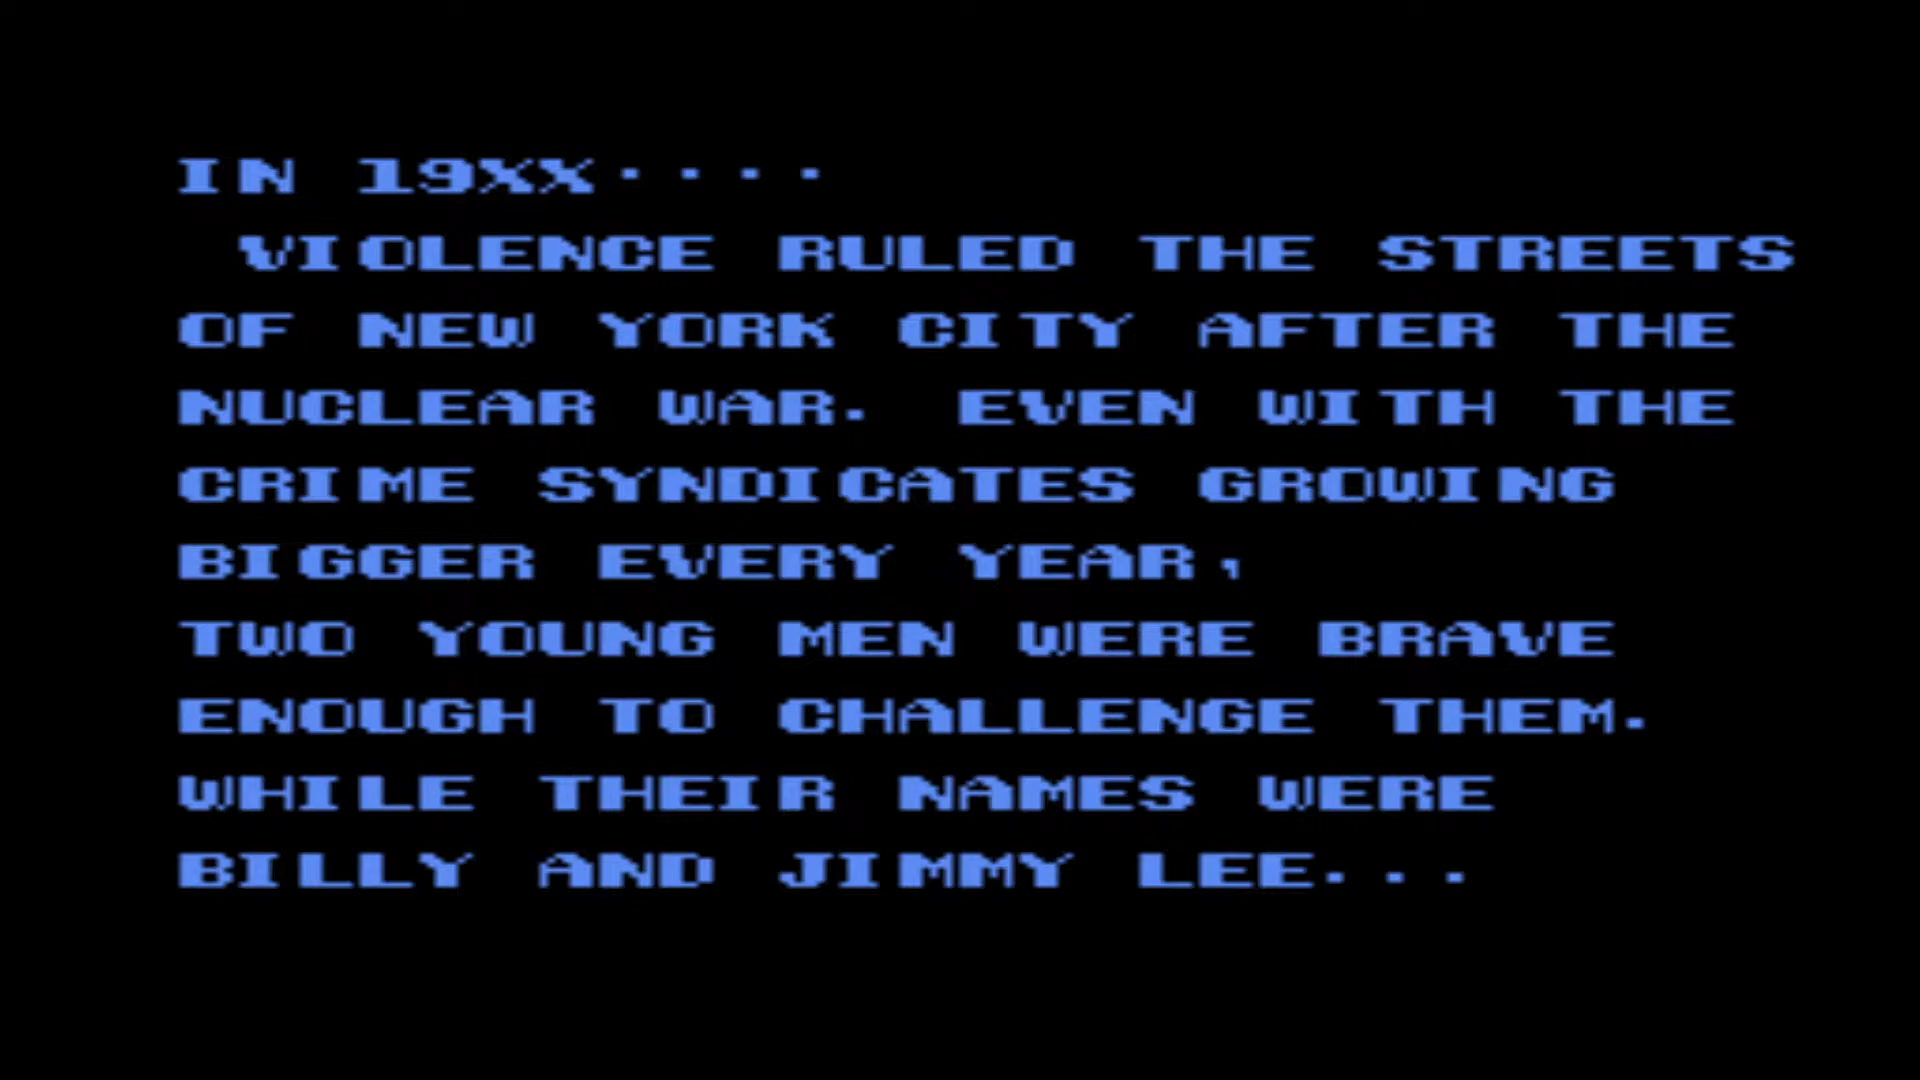 IN 19XX····
VIOLENCE RULED THE STREETS
OF NEW YORK CITY AFTER THE
NUCLEAR WAR. EVEN WITH THE
CRIME SYNDICATES GROWING
BIGGER EVERY YEAR,
TWO YOUNG MEN WERE BRAVE
ENOUGH TO CHALLENGE THEM.
WHILE THEIR NAMES WERE
BILLY AND JIMMY LEE...